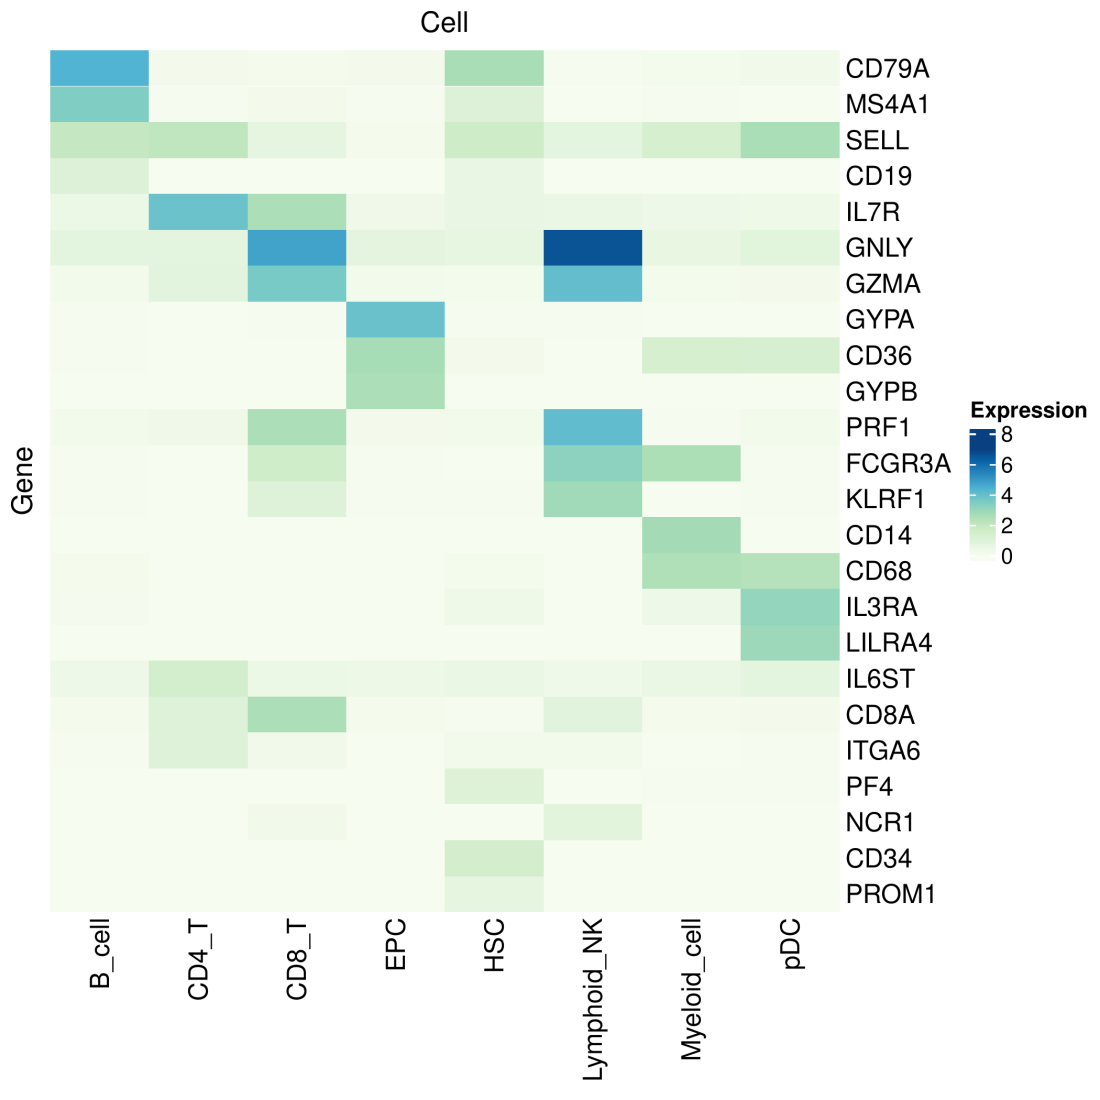 Cell
CD79A
MS4A1
SELL
CD19
IL7R
GNLY
GZMA
GYPA
CD36
GYPB
PRF1
FCGR3A
KLRF1
CD14
CD68
IL3RA
LILRA4
IL6ST
CD8A
ITGA6
PF4
NCR1
CD34
PROM1
Gene
Expression
8
6
4
2
0
B_cell
CD4_T
CD8_T
EPC
HSC
Lymphoid_NK
Myeloid_cell
pDC